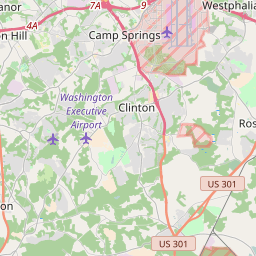 7A
9
Westphalia
anor
4A
n Hill
Camp Springs
Washington
Executive
Airport
Clinton
Ros
US 301
on
US 301